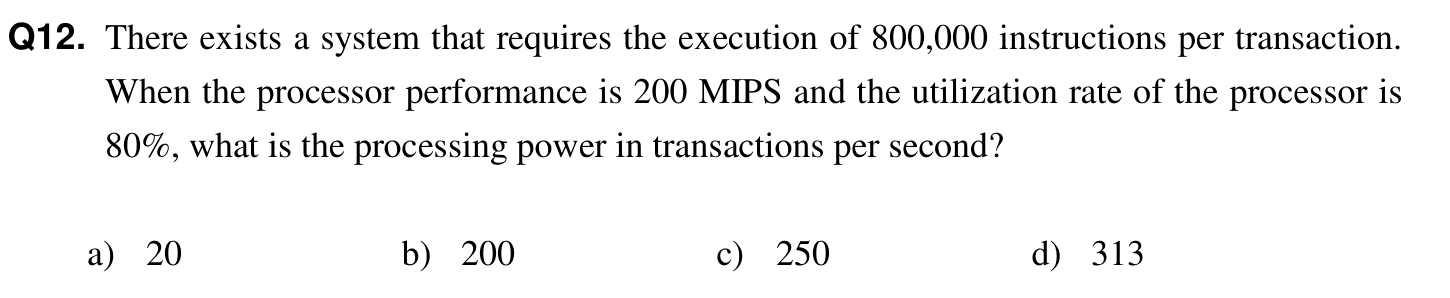 Q12. There exists a system that requires the execution of 800,000 instructions per transaction.
When the processor performance is 200 MIPS and the utilization rate of the processor is
80%, what is the processing power in transactions per second?
a) 20 b) 200 c) 250 d) 313